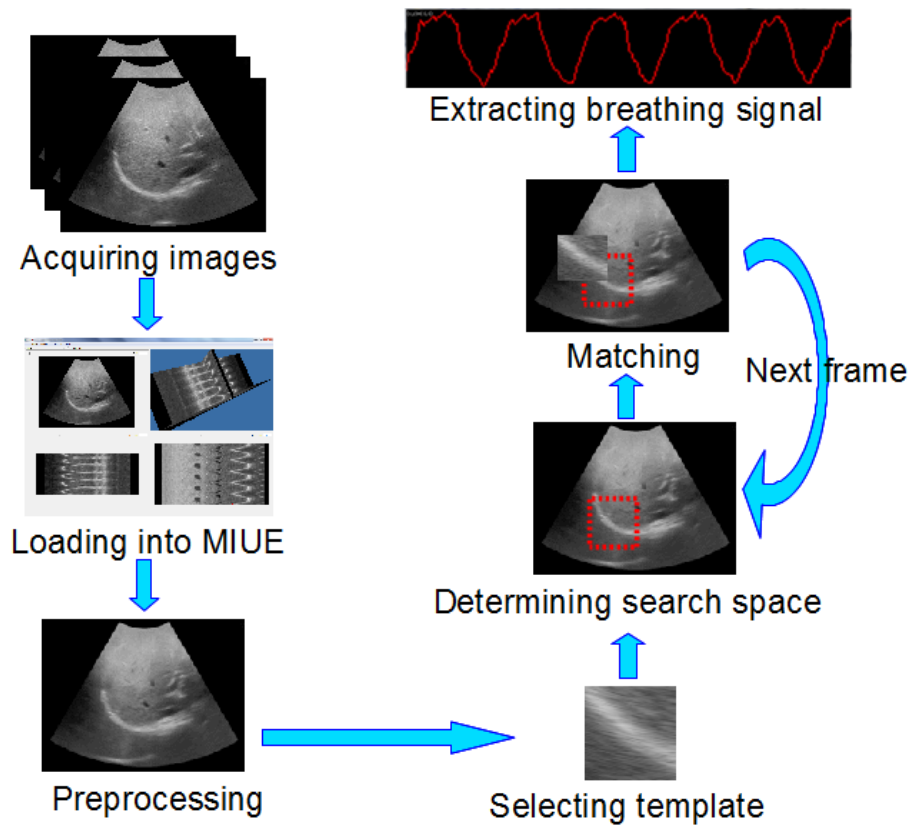 Acquiring images
Loading into MIUE
Preprocessing
Selecting template
Determining search space
Matching
Next frame
Extracting breathing signal